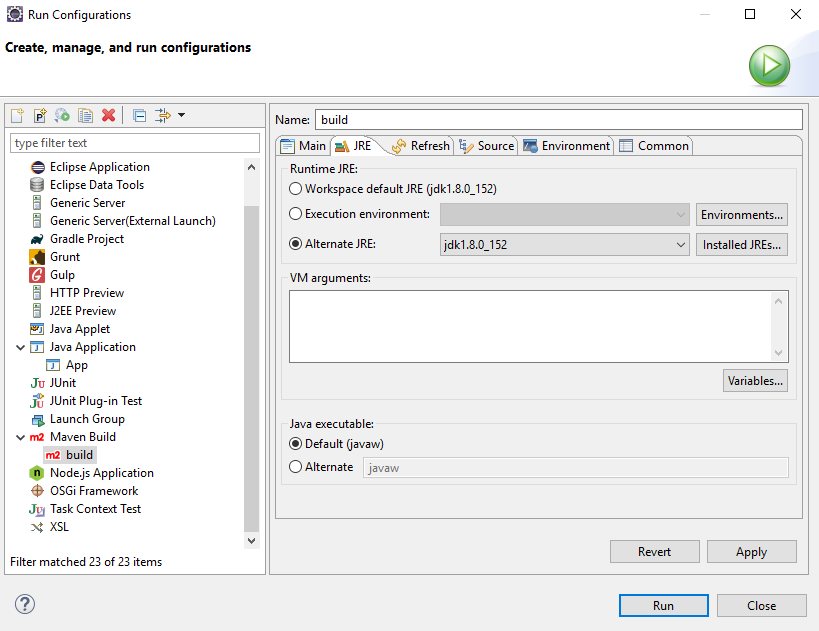 Run Configurations
Create, manage, and run configurations
type filter text
Eclipse Application
Eclipse Data Tools
Generic Server
Generic Server(External Launch)
Gradle Project
Grunt
Gulp
HTTP Preview
J2EE Preview
Java Applet
Java Application
App
JUnit
JUnit Plug-in Test
Launch Group
m2 Maven Build
m2 build
Node.js Application
OSGi Framework
Task Context Test
XSL
Filter matched 23 of 23 items
Name: build
Main JRE Refresh Source Environment Common
Runtime JRE:
Workspace default JRE (jdk1.8.0_152)
Execution environment: Environments...
Alternate JRE: jdk1.8.0_152 Installed JREs...
VM arguments:
Variables...
Java executable:
Default (javaw)
Alternate javaw
Revert Apply
Run Close